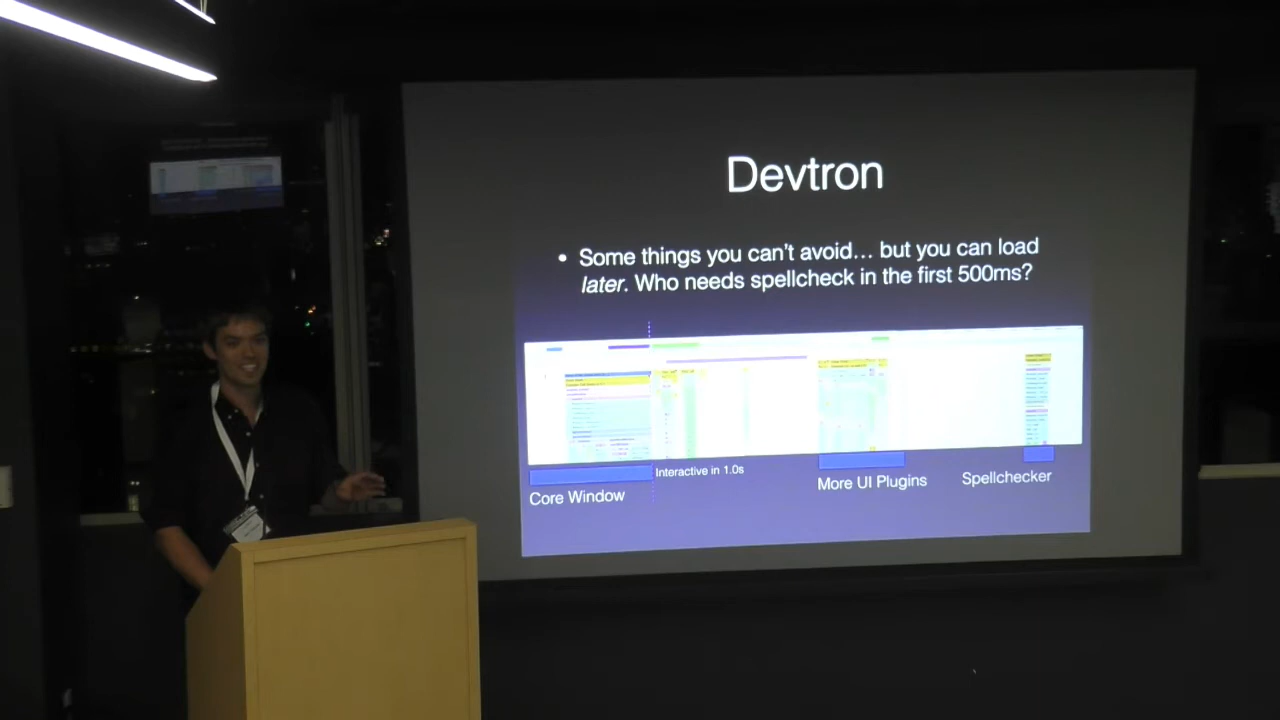 Devtron
• Some things you can't avoid... but you can load
later. Who needs spellcheck in the first 500ms?
Interactive in 1.0s
Core Window
More UI Plugins
Spellchecker